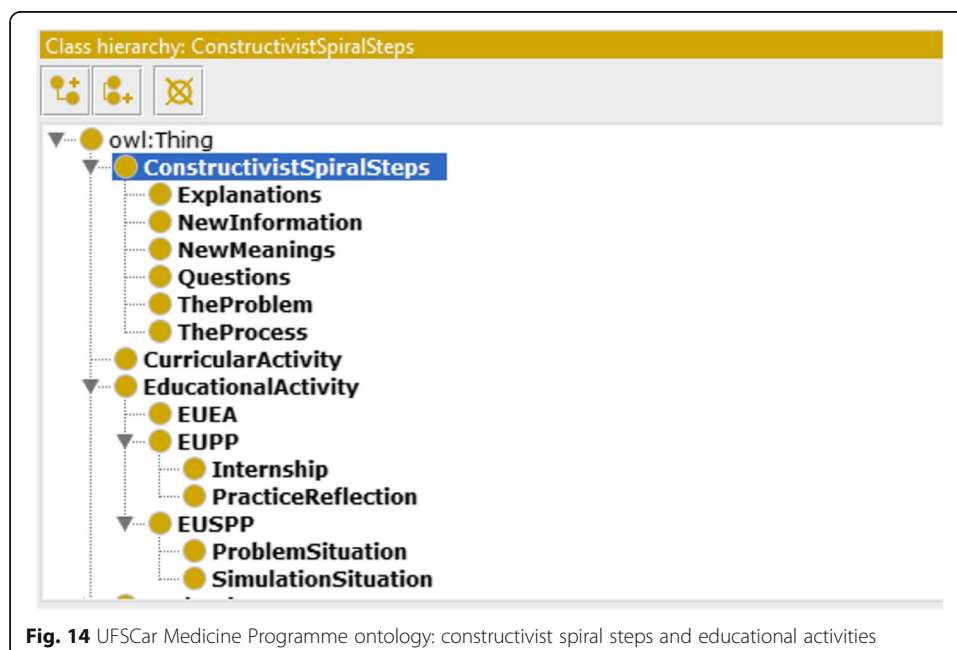 Class hierarchy: ConstructivistSpiralSteps
owl:Thing
ConstructivistSpiralSteps
Explanations
NewInformation
NewMeanings
Questions
TheProblem
TheProcess
CurricularActivity
EducationalActivity
EUEA
EUPP
Internship
PracticeReflection
EUSPP
ProblemSituation
SimulationSituation
Fig. 14 UFSCar Medicine Programme ontology: constructivist spiral steps and educational activities